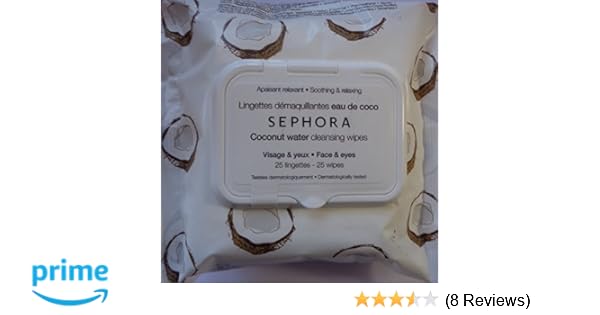 Apaisant relaxant • Soothing & relaxing
Lingettes démaquillantes eau de coco
SEPHORA
Coconut water cleansing wipes
Visage & yeux • Face & eyes
25 lingettes - 25 wipes
Testées dermatologiquement • Dermatologically tested
prime
(8 Reviews)